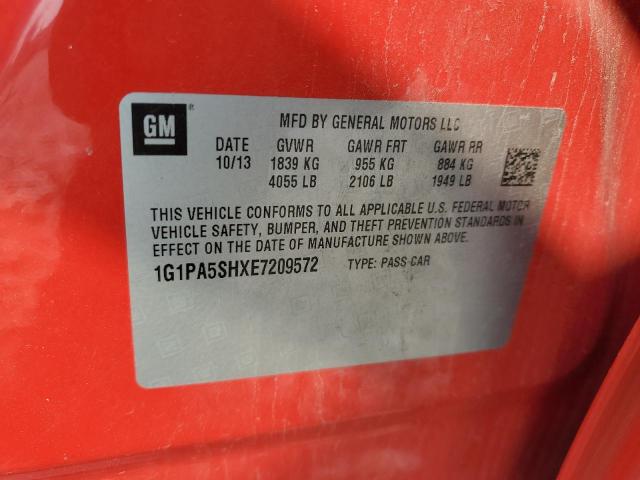 GM ®
MFD BY GENERAL MOTORS LLC
DATE GVWR GAWR FRT GAWR RR
10/13 1839 KG 955 KG 884 KG
4055 LB 2106 LB 1949 LB
THIS VEHICLE CONFORMS TO ALL APPLICABLE U.S. FEDERAL MOTOR
VEHICLE SAFETY, BUMPER, AND THEFT PREVENTION STANDARDS IN
EFFECT ON THE DATE OF MANUFACTURE SHOWN ABOVE.
1G1PA5SHXE7209572 TYPE: PASS CAR